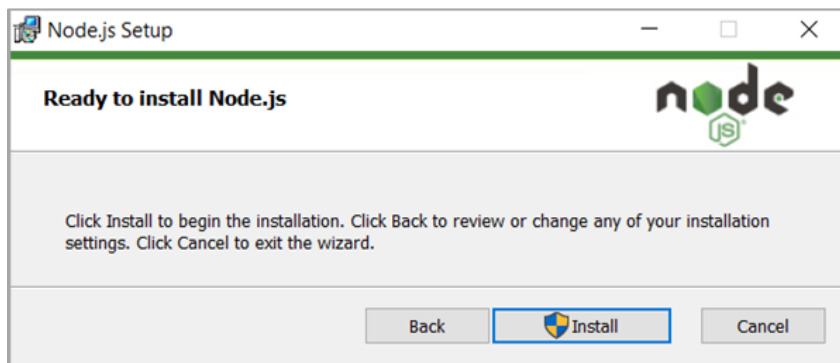 Node.js Setup
Ready to install Node.js
node
JS
Click Install to begin the installation. Click Back to review or change any of your installation
settings. Click Cancel to exit the wizard.
Back
Install
Cancel